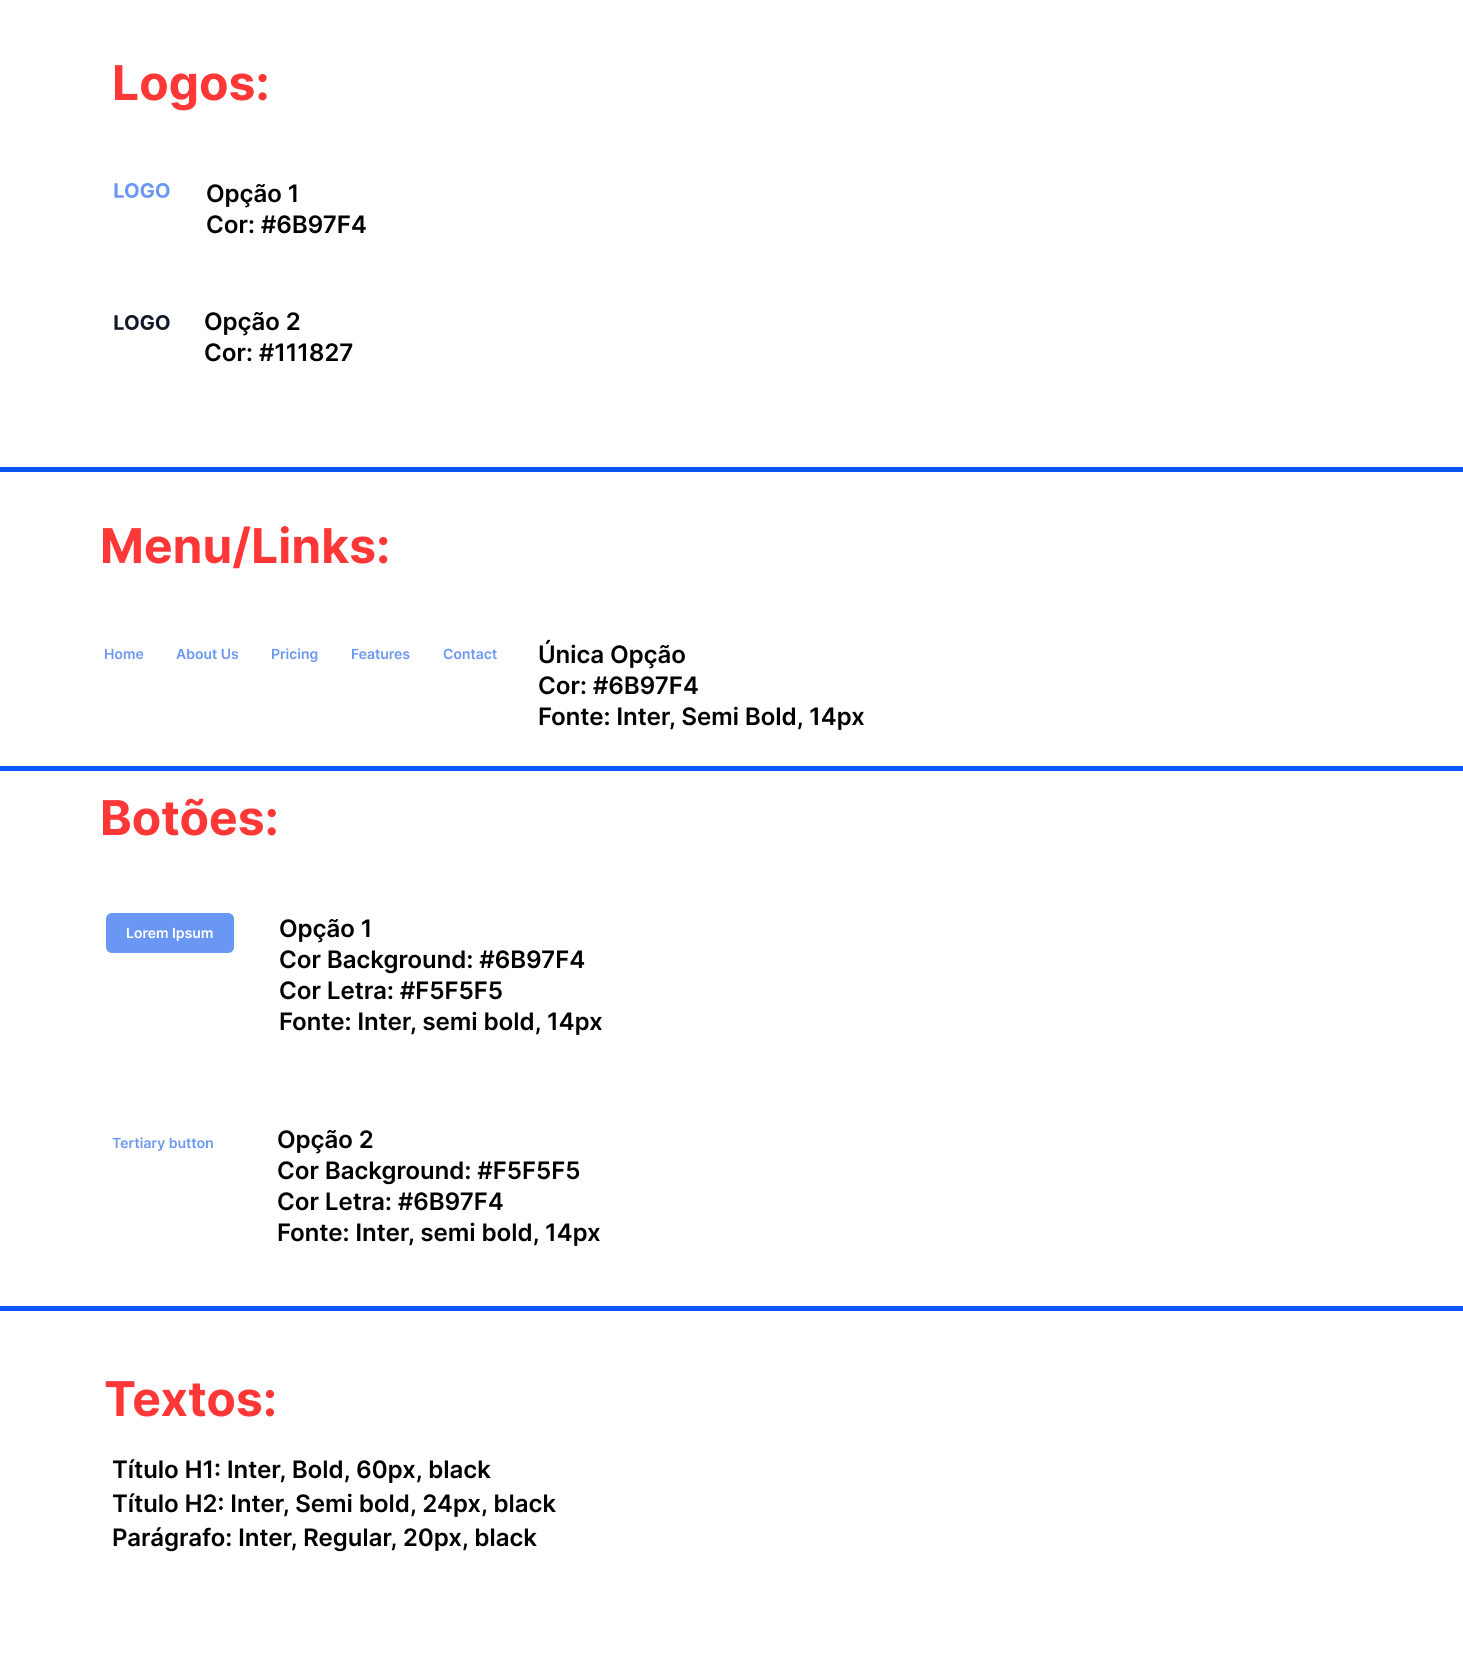 Logos:
LOGO
Opção 1
Cor: #6B97F4
LOGO
Opção 2
Cor: #111827
Menu/Links:
Home About Us Pricing Features Contact
Única Opção
Cor: #6B97F4
Fonte: Inter, Semi Bold, 14px
Botões:
Lorem Ipsum
Opção 1
Cor Background: #6B97F4
Cor Letra: #F5F5F5
Fonte: Inter, semi bold, 14px
Tertiary button
Opção 2
Cor Background: #F5F5F5
Cor Letra: #6B97F4
Fonte: Inter, semi bold, 14px
Textos:
Título H1: Inter, Bold, 60px, black
Título H2: Inter, Semi bold, 24px, black
Parágrafo: Inter, Regular, 20px, black